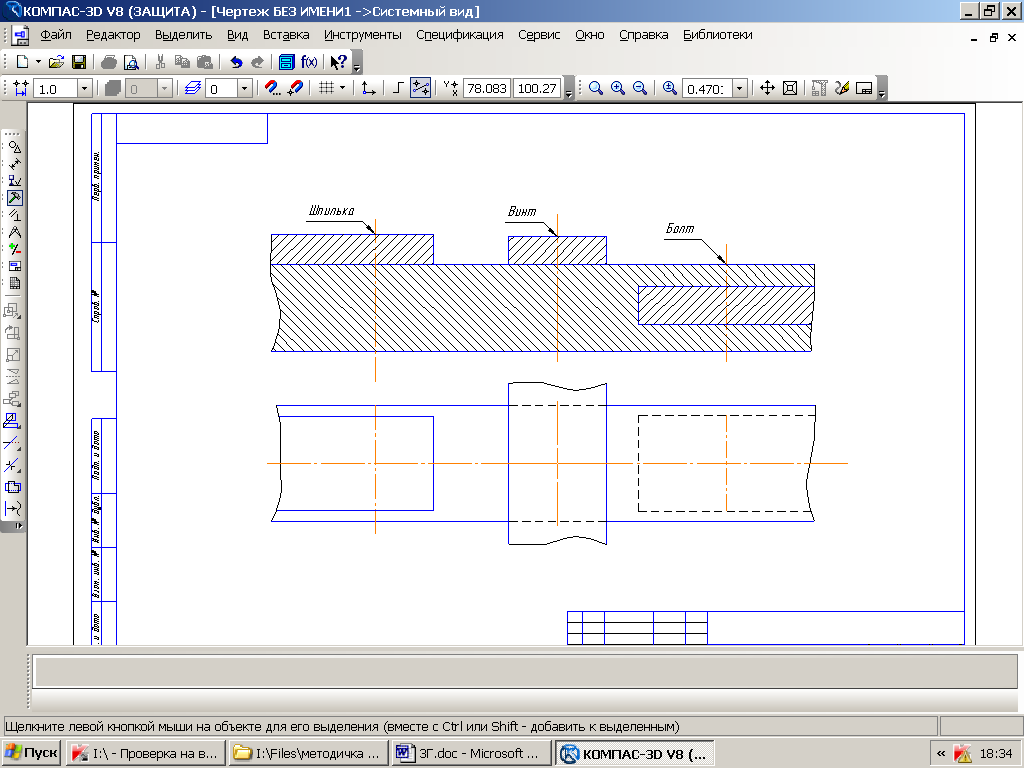 КОМПАС-3D V8 (ЗАЩИТА) - [Чертеж БЕЗ ИМЕНИ1 ->Системный вид]
Файл Редактор Выделить Вид Вставка Инструменты Спецификация Сервис Окно Справка Библиотеки
f(x) ?
1.0 0 0 78.083 100.27 0.470
Перв. примен.
Шпилька Винт Болт
Справ. №
Подп. и дата
Инв. № дубл.
Взам. инв. №
и дата
Щелкните левой кнопкой мыши на объекте для его выделения (вместе с Ctrl или Shift - добавить к выделенным)
Пуск I:\ - Проверка на в... I:\Files\методичка ... ЗГ.doc - Microsoft ... КОМПАС-3D V8 (... « 18:34